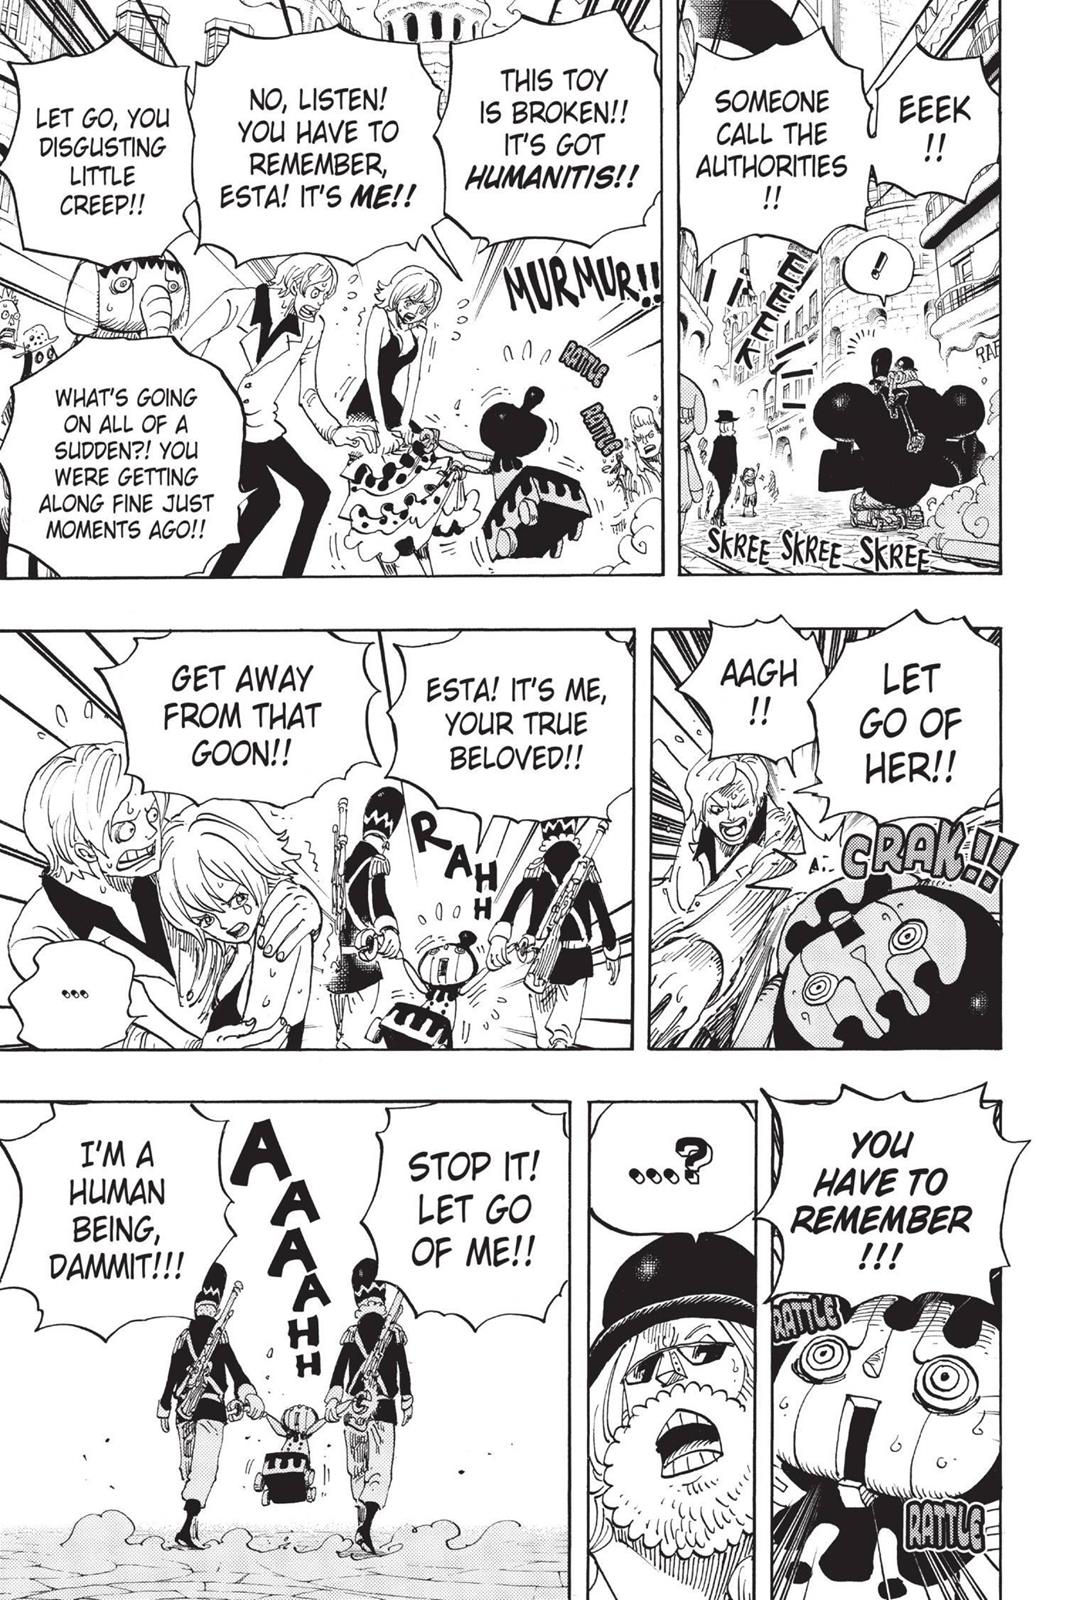 EEEK
!!
SOMEONE
CALL THE
AUTHORITIES
!!
!
EEEEK
SKREE SKREE SKREE
THIS TOY
IS BROKEN!!
IT'S GOT
HUMANITIS!!
NO, LISTEN!
YOU HAVE TO
REMEMBER,
ESTA! IT'S ME!!
LET GO, YOU
DISGUSTING
LITTLE
CREEP!!
MURMUR!!
RATTLE
RATTLE
WHAT'S GOING
ON ALL OF A
SUDDEN?! YOU
WERE GETTING
ALONG FINE JUST
MOMENTS AGO!!
LET
GO OF
HER!!
AAGH
!!
CRAK!!
ESTA! IT'S ME,
YOUR TRUE
BELOVED!!
GET AWAY
FROM THAT
GOON!!
RAHHH
...
YOU
HAVE TO
REMEMBER
!!!
RATTLE
RATTLE
...?
STOP IT!
LET GO
OF ME!!
AAAAHH
I'M A
HUMAN
BEING,
DAMMIT!!!